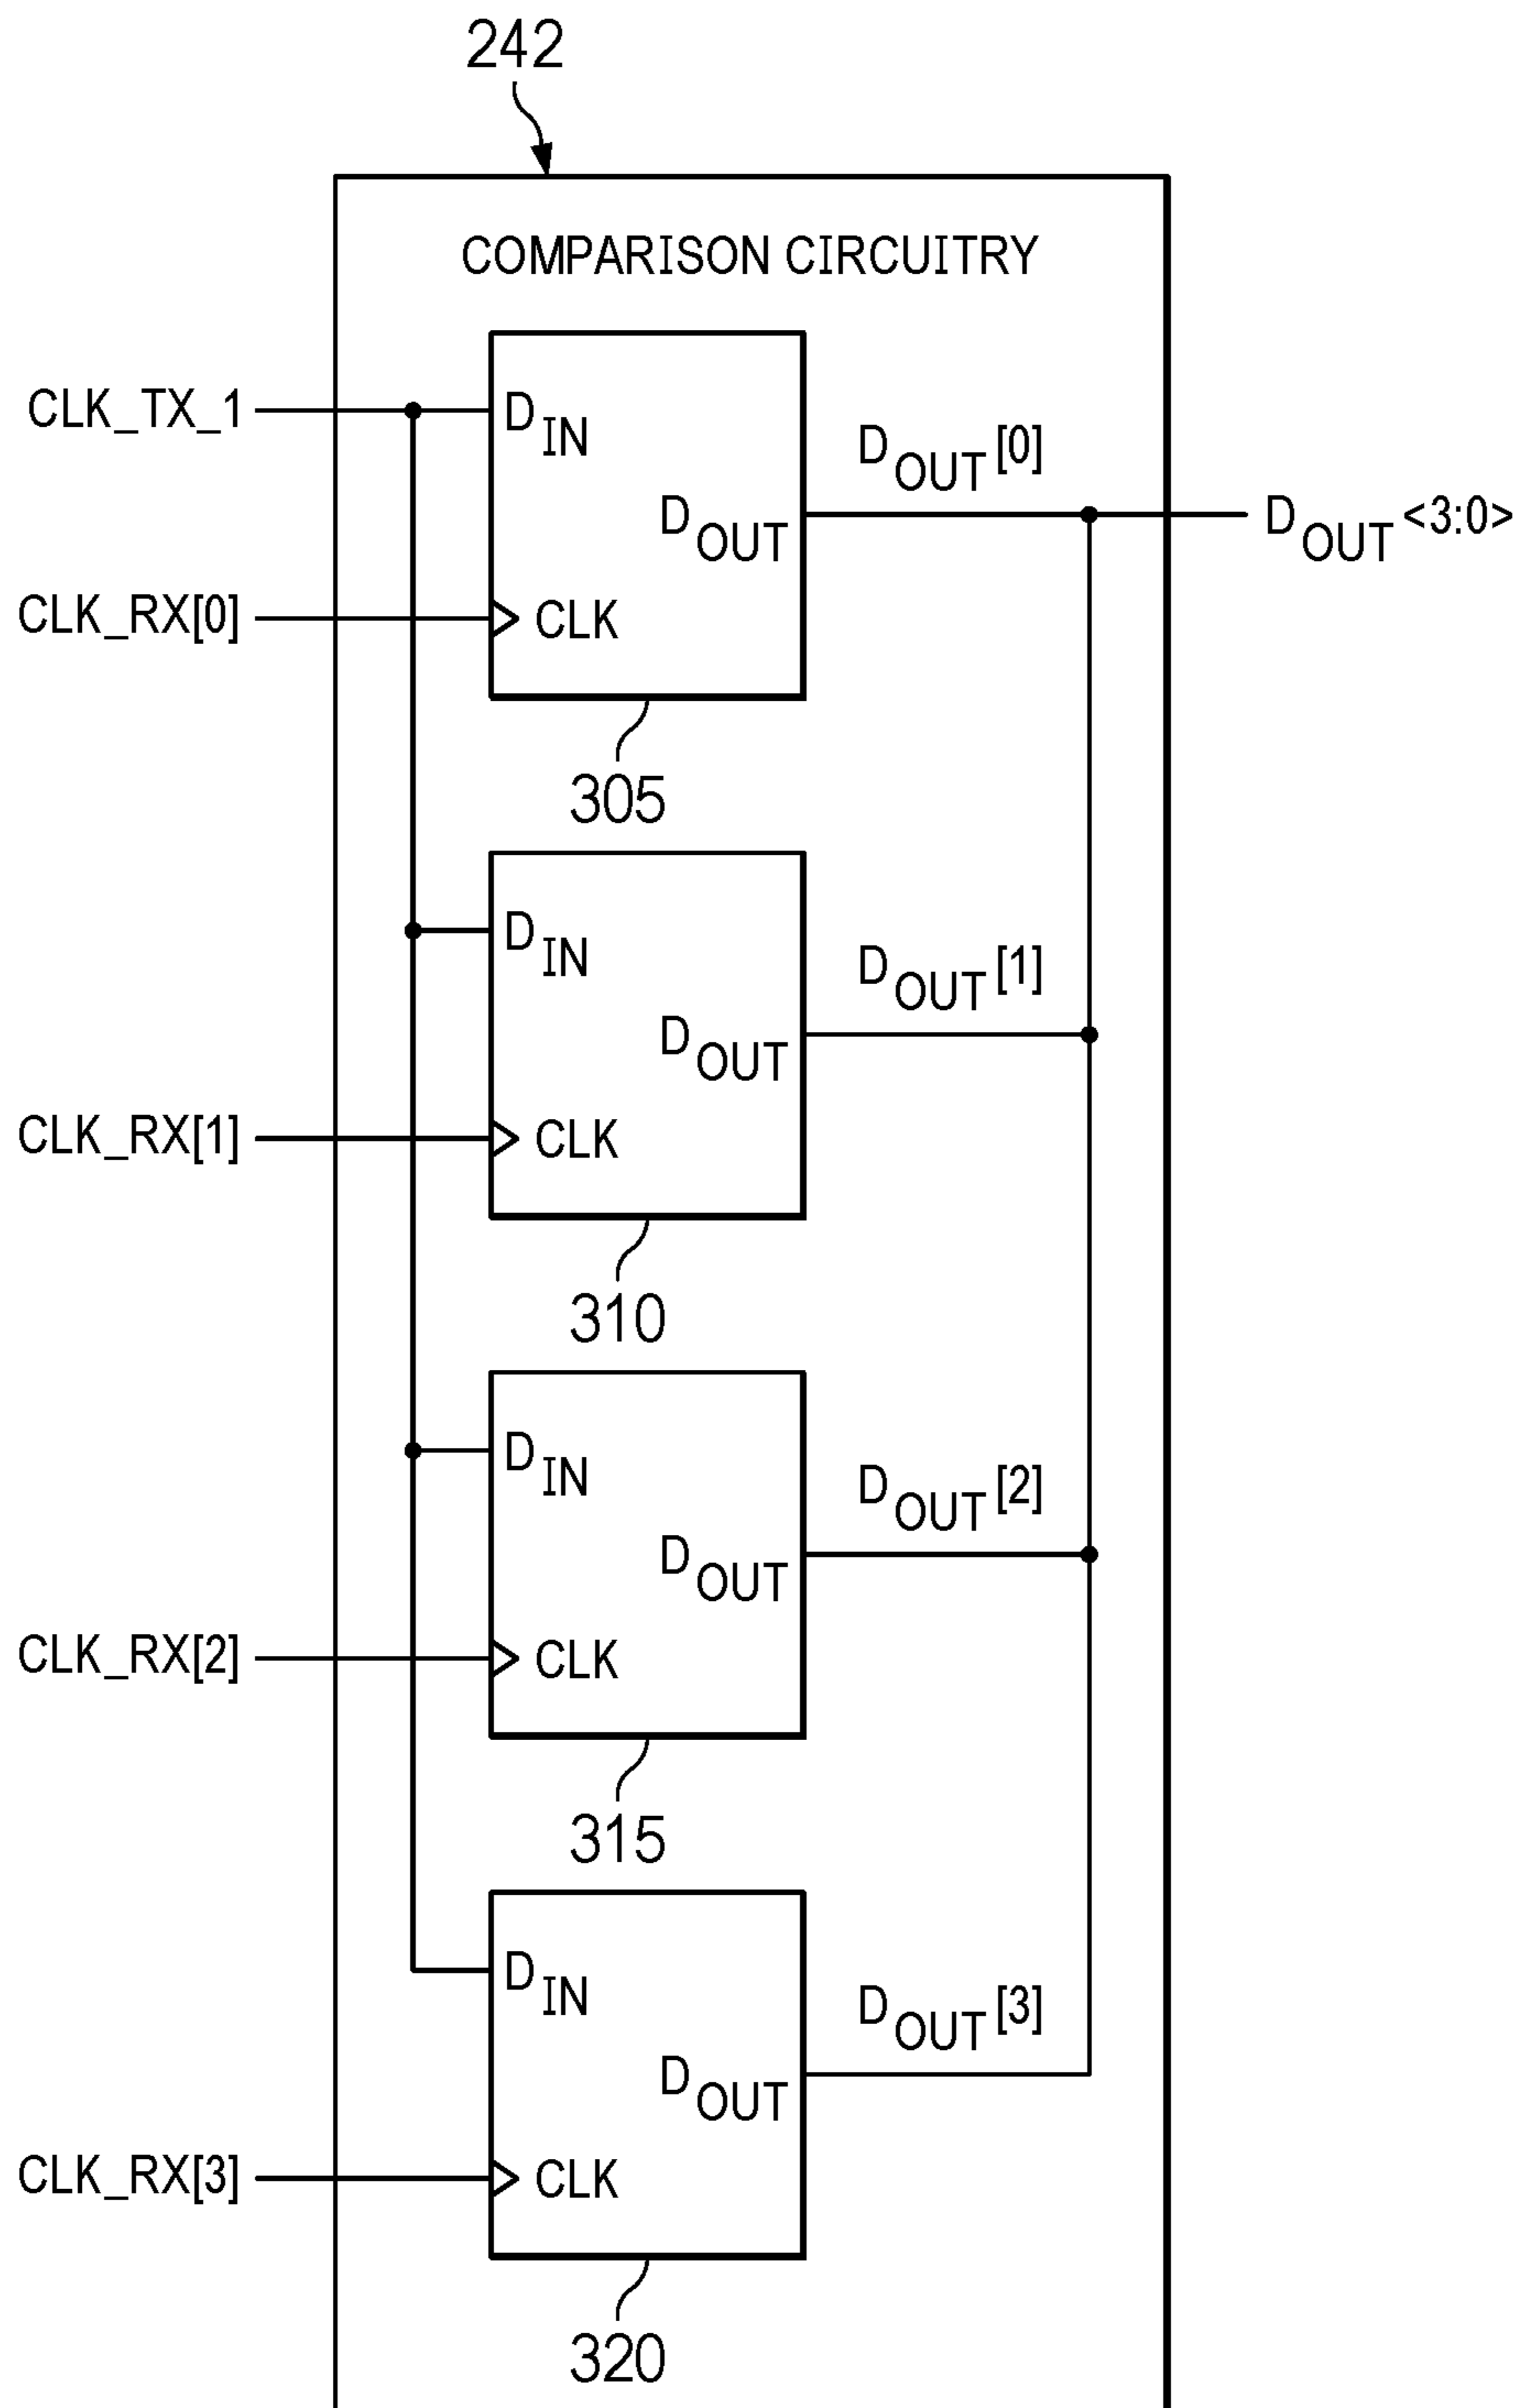 242
COMPARISON CIRCUITRY
CLK_TX_1
DIN
DOUT[0]
DOUT
DOUT<3:0>
CLK_RX[0]
CLK
305
DIN
DOUT[1]
DOUT
CLK_RX[1]
CLK
310
DIN
DOUT[2]
DOUT
CLK_RX[2]
CLK
315
DIN
DOUT[3]
DOUT
CLK_RX[3]
CLK
320